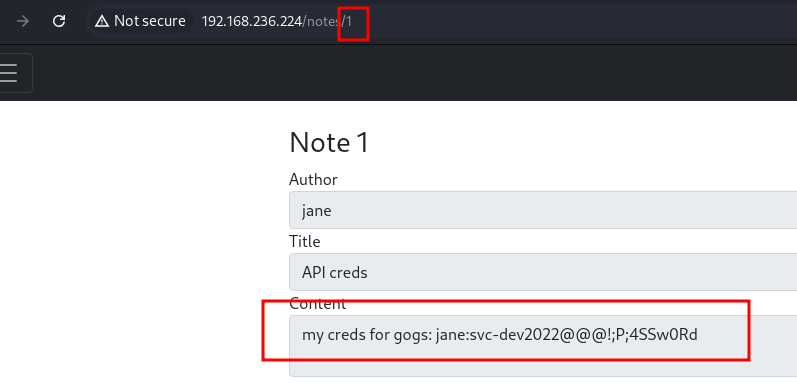 Not secure 192.168.236.224/notes/1
Note 1
Author
jane
Title
API creds
Content
my creds for gogs: jane:svc-dev2022@@@!;P;4SSw0Rd